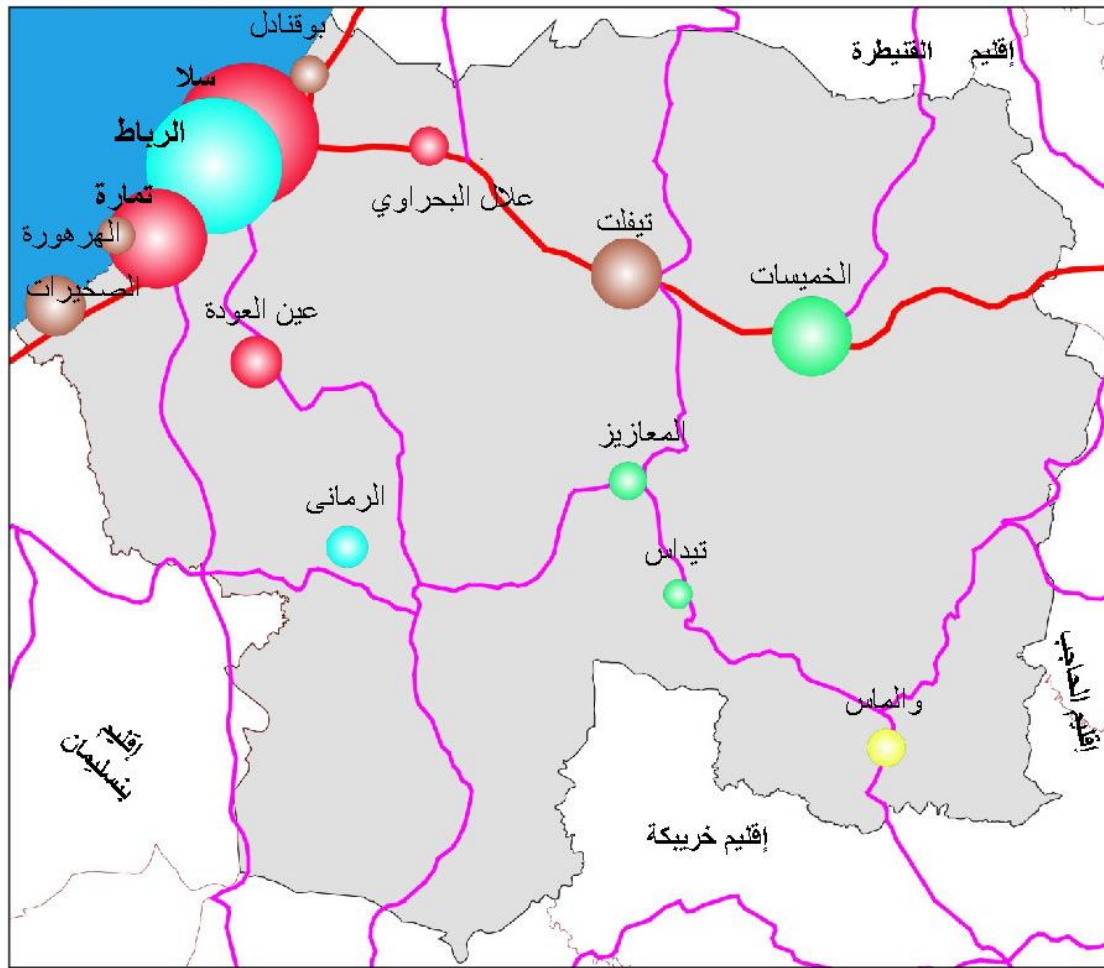 بوقنادل
إقليم القنيطرة
سلا
الرباط
علال البحراوي
تمارة
الهرهورة
تيفلت
الخميسات
الصخيرات
عين العودة
المعازيز
الرمانى
تيداس
والماس
إقليم الحاجب
إقليم
بنسليمان
إقليم خريبكة